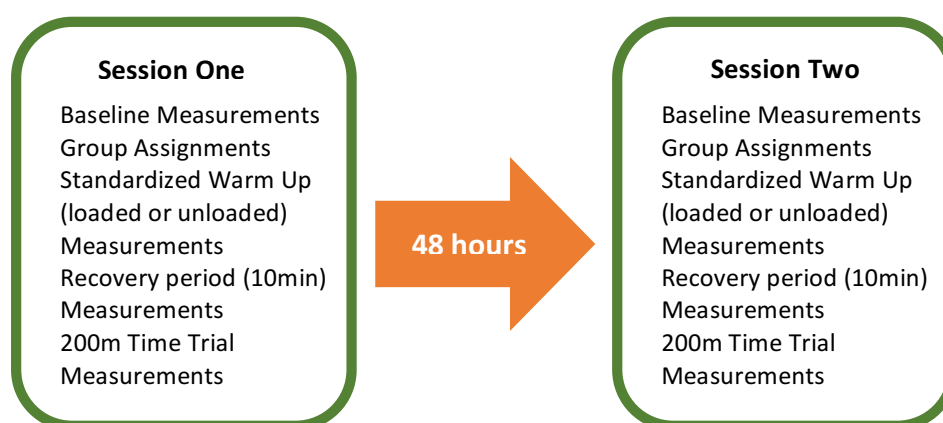 Session One
Baseline Measurements
Group Assignments
Standardized Warm Up
(loaded or unloaded)
Measurements
Recovery period (10min)
Measurements
200m Time Trial
Measurements
48 hours
Session Two
Baseline Measurements
Group Assignments
Standardized Warm Up
(loaded or unloaded)
Measurements
Recovery period (10min)
Measurements
200m Time Trial
Measurements